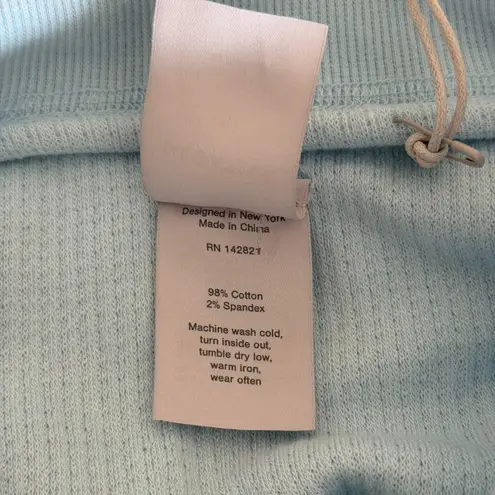 Designed in New York
Made in China
RN 142821
98% Cotton
2% Spandex
Machine wash cold,
turn inside out,
tumble dry low,
warm iron,
wear often